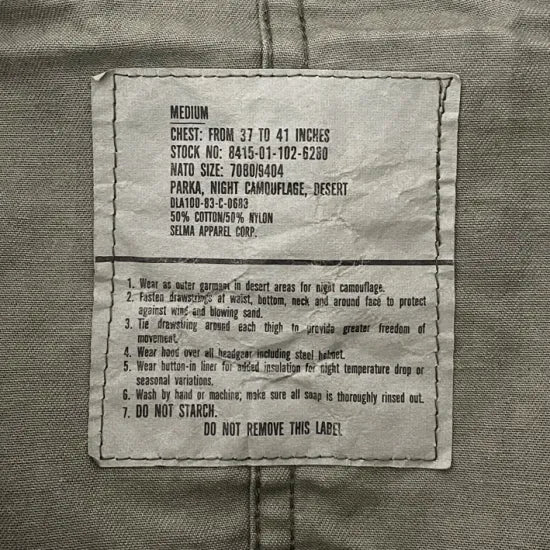 MEDIUM
CHEST: FROM 37 TO 41 INCHES
STOCK NO: 8415-01-102-6280
NATO SIZE: 7080/9404
PARKA, NIGHT CAMOUFLAGE, DESERT
DLA100-83-C-0683
50% COTTON/50% NYLON
SELMA APPAREL CORP.
1. Wear as outer garment in desert areas for night camouflage.
2. Fasten drawstrings at waist, bottom, neck and around face to protect
against wind and blowing sand.
3. Tie drawstring around each thigh to provide greater freedom of
movement.
4. Wear hood over all headgear including steel helmet.
5. Wear button-in liner for added insulation for night temperature drop or
seasonal variations.
6. Wash by hand or machine; make sure all soap is thoroughly rinsed out.
7. DO NOT STARCH.
DO NOT REMOVE THIS LABEL